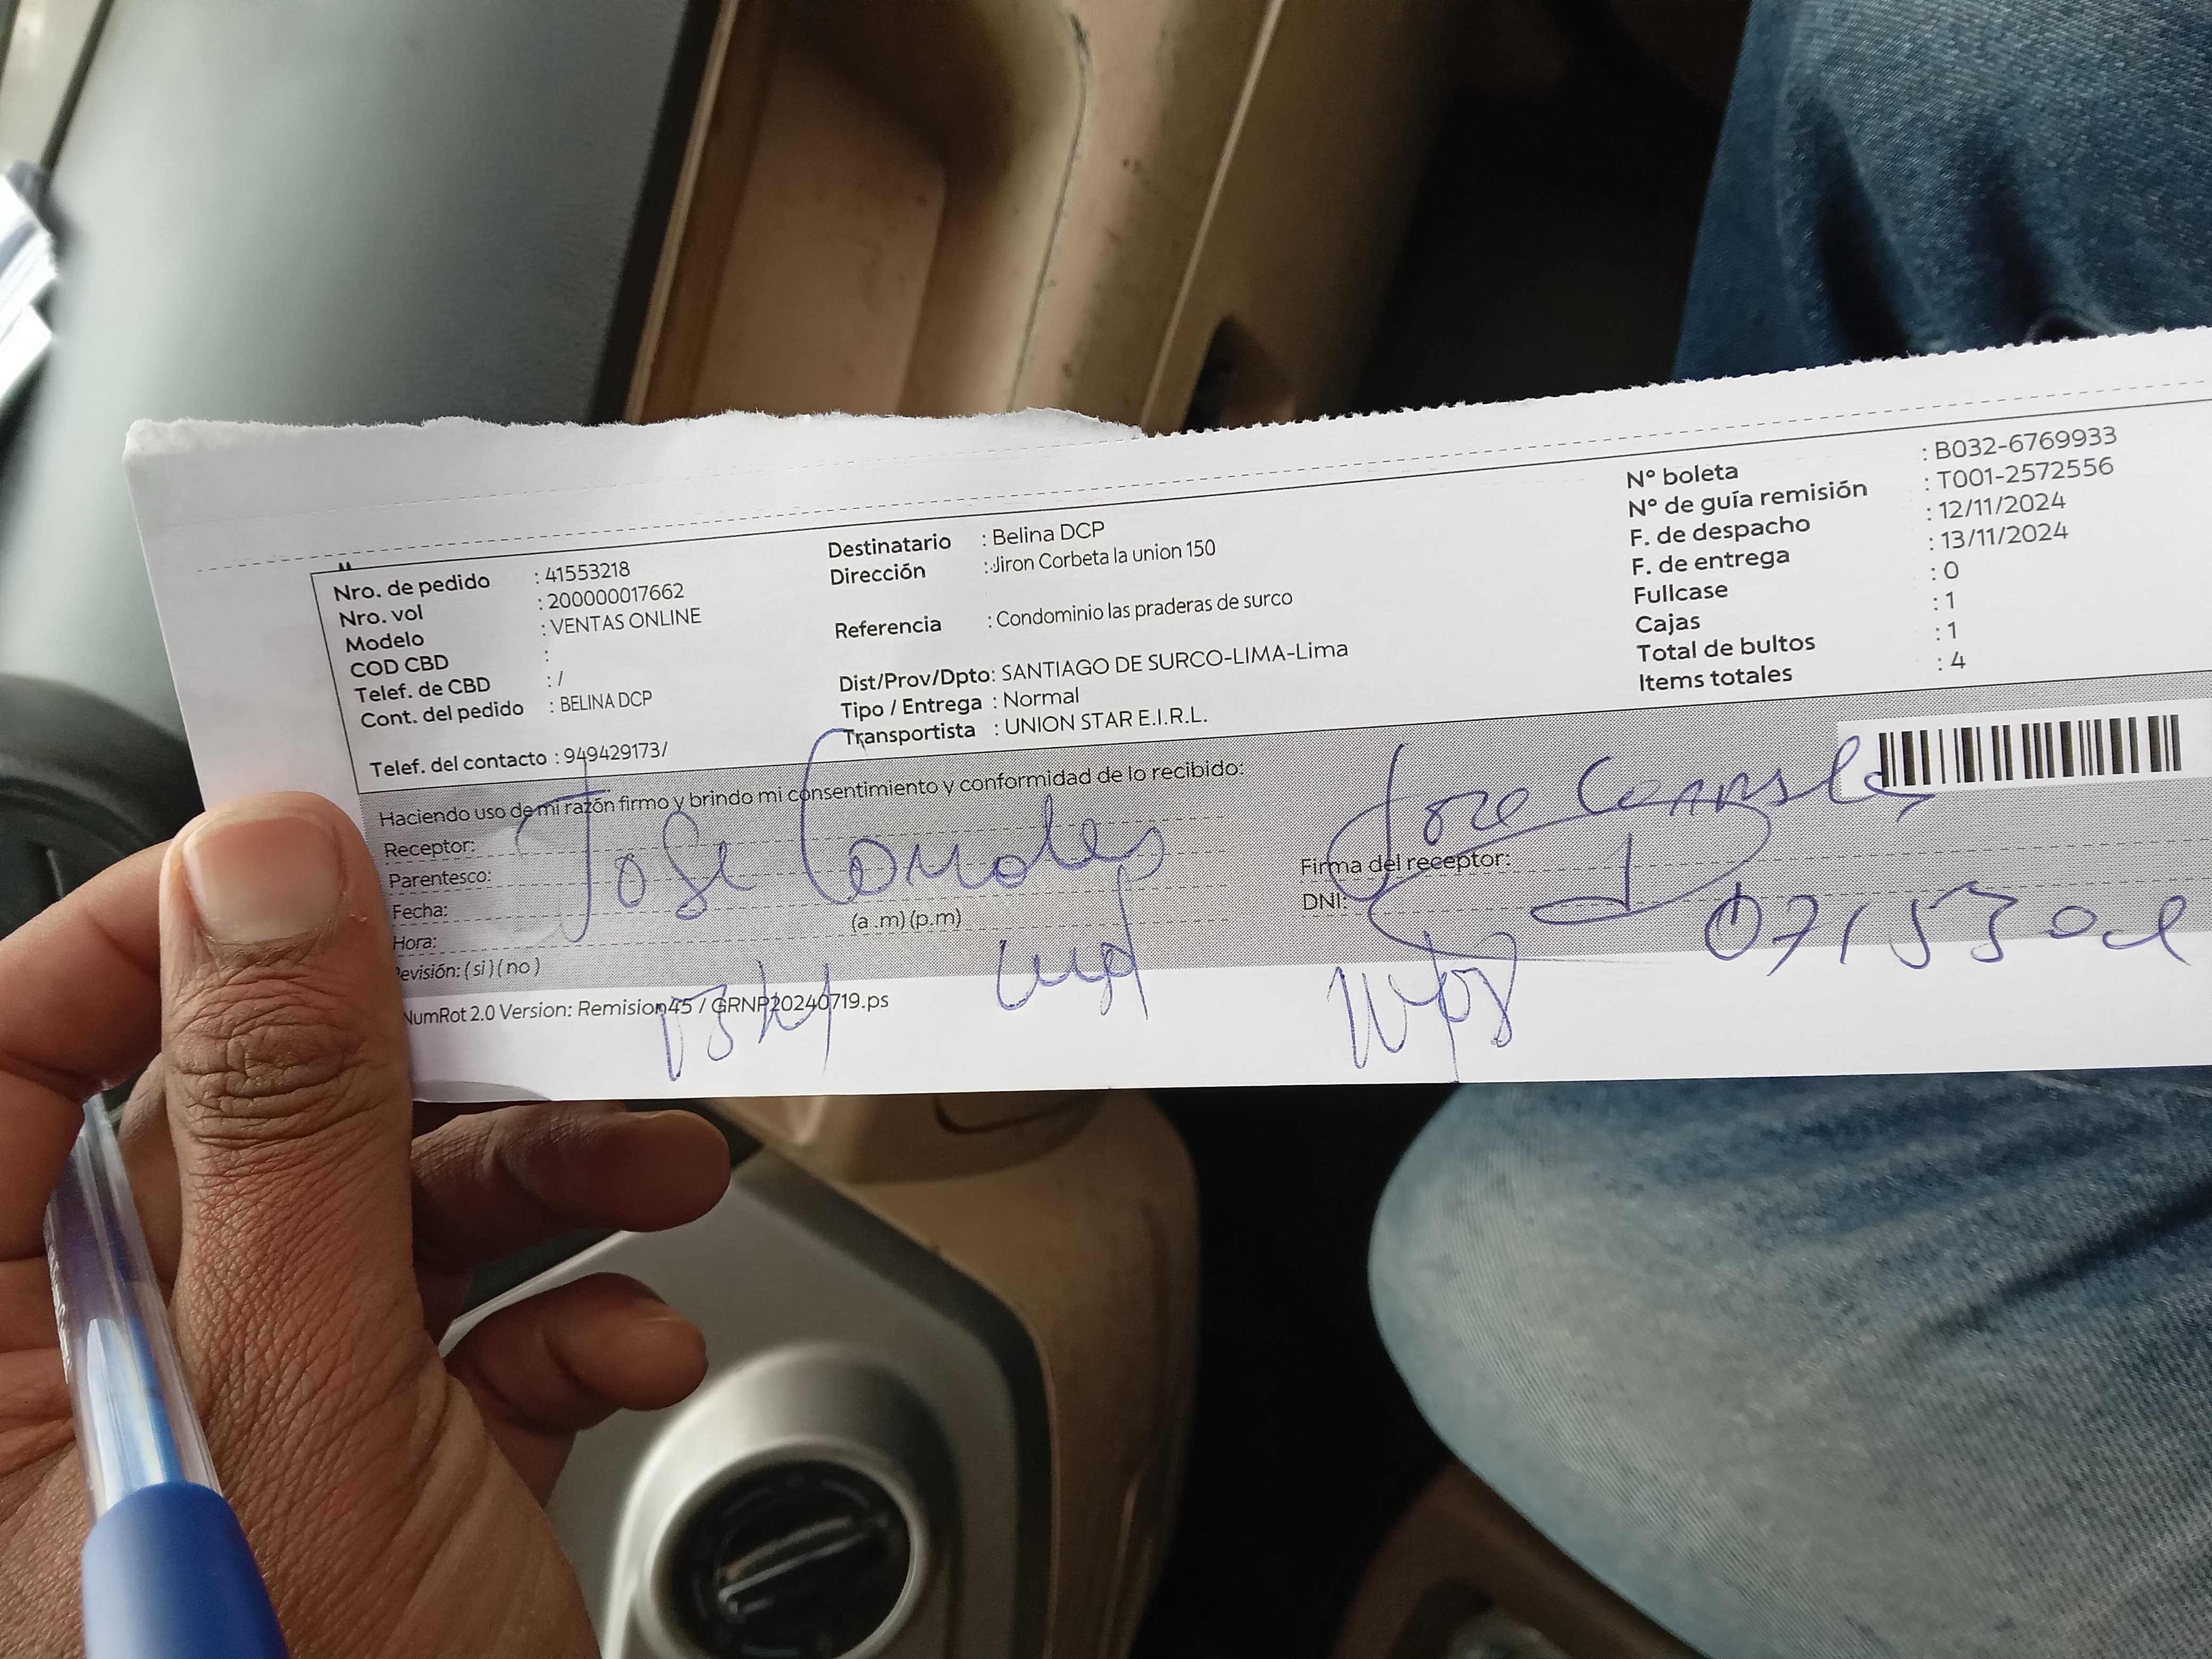 Nro. de pedido : 41553218
Nro. vol : 200000017662
Modelo : VENTAS ONLINE
COD CBD :
Telef. de CBD : /
Cont. del pedido : BELINA DCP
Telef. del contacto : 949429173/
Destinatario : Belina DCP
Dirección : Jiron Corbeta la union 150
Referencia : Condominio las praderas de surco
Dist/Prov/Dpto: SANTIAGO DE SURCO-LIMA-Lima
Tipo / Entrega : Normal
Transportista : UNION STAR E.I.R.L.
N° boleta : B032-6769933
N° de guía remisión : T001-2572556
F. de despacho : 12/11/2024
F. de entrega : 13/11/2024
Fullcase : 0
Cajas : 1
Total de bultos : 1
Items totales : 4
Haciendo uso de mi razón firmo y brindo mi consentimiento y conformidad de lo recibido:
Receptor:
Jose
Parentesco:
Fecha:
Hora: (a.m) (p.m)
evisión: ( si ) ( no )
Firma del receptor:
Jose
DNI:
NumRot 2.0 Version: Remision45 / GRNP20240719.ps